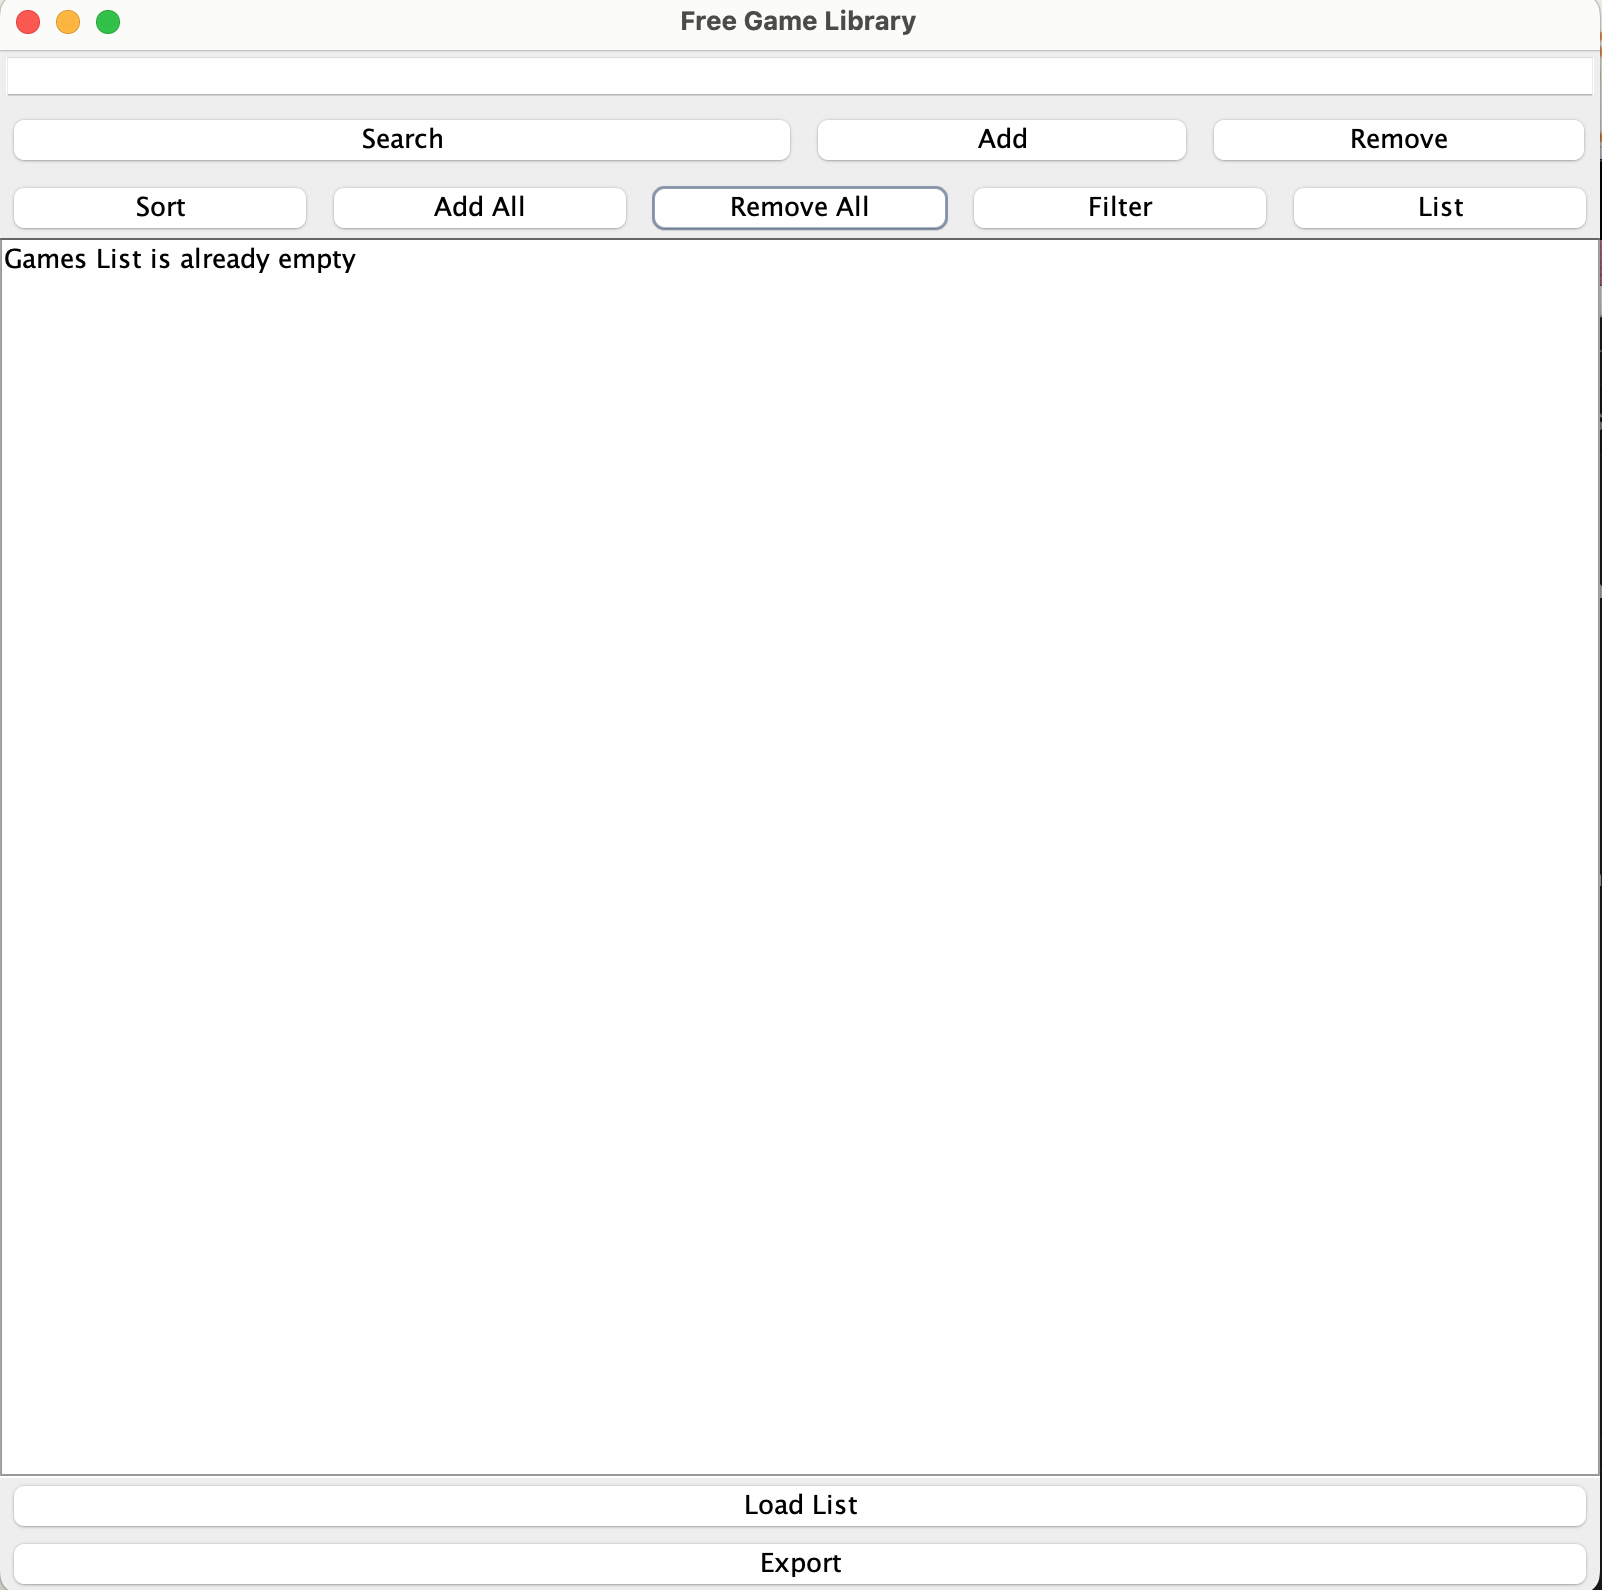 Free Game Library
Search Add Remove
Sort Add All Remove All Filter List
Games List is already empty
Load List
Export